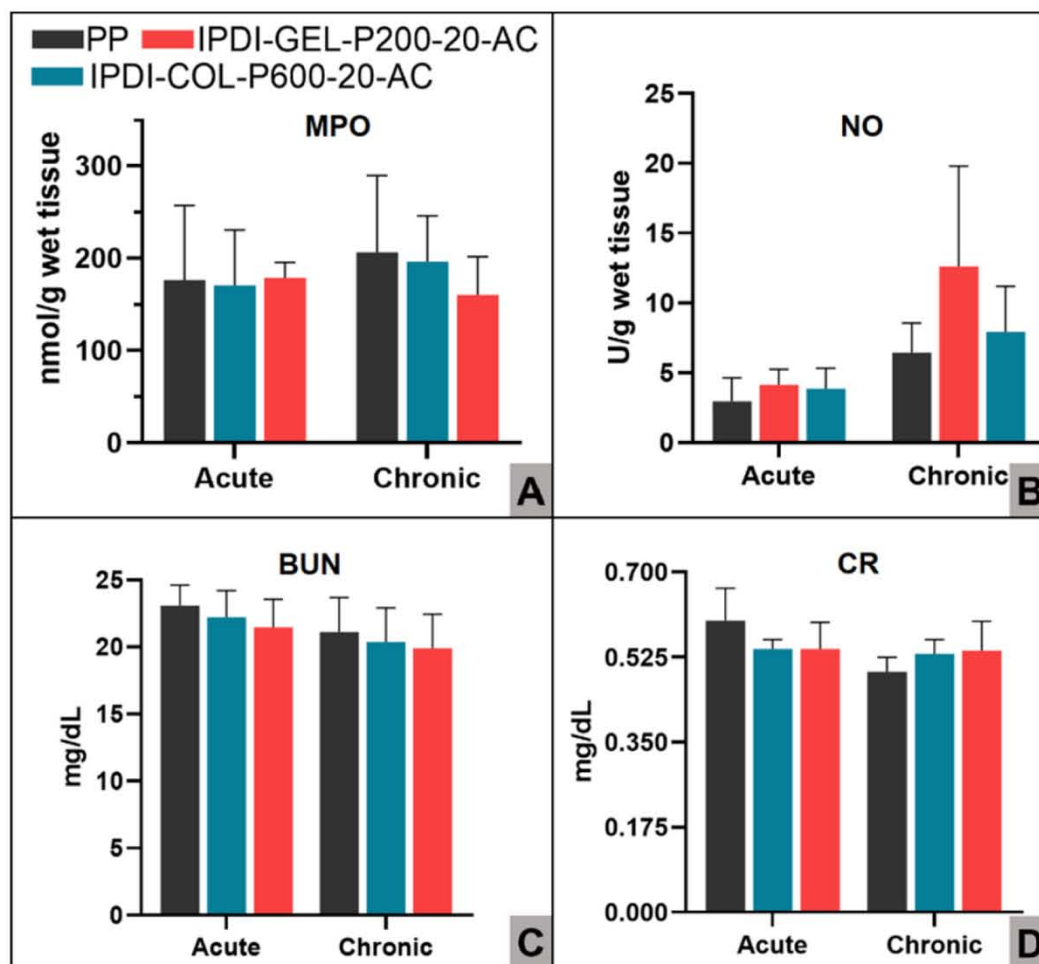 PP IPDI-GEL-P200-20-AC
IPDI-COL-P600-20-AC
MPO
nmol/g wet tissue
300
200
100
0
Acute Chronic
A
NO
U/g wet tissue
25
20
15
10
5
0
Acute Chronic
B
BUN
mg/dL
25
20
15
10
5
0
Acute Chronic
C
CR
mg/dL
0.700
0.525
0.350
0.175
0.000
Acute Chronic
D